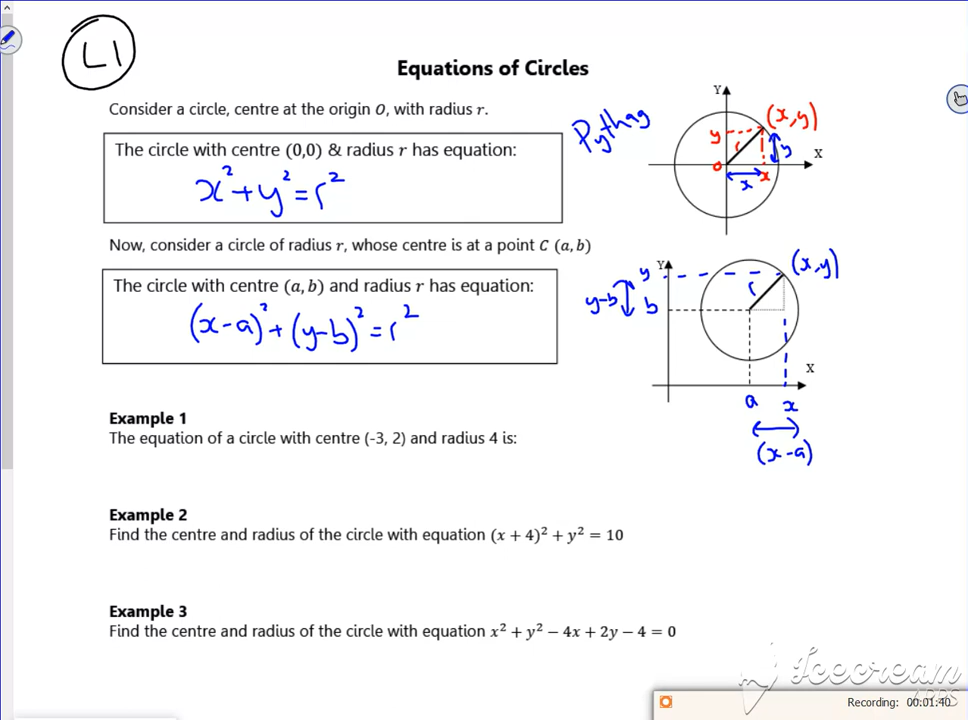 L1
Equations of Circles
Consider a circle, centre at the origin O, with radius r.
The circle with centre (0,0) & radius r has equation:
x² + y² = r²
Pythag
Y
(x,y)
y
r
y
X
O
x
x
Now, consider a circle of radius r, whose centre is at a point C (a, b)
The circle with centre (a, b) and radius r has equation:
(x-a)² + (y-b)² = r²
Y
y
(x,y)
r
y-b
b
X
a
x
(x-a)
Example 1
The equation of a circle with centre (-3, 2) and radius 4 is:
Example 2
Find the centre and radius of the circle with equation (x + 4)² + y² = 10
Example 3
Find the centre and radius of the circle with equation x² + y² − 4x + 2y − 4 = 0
Icecream
APPS
Recording: 00:01:40